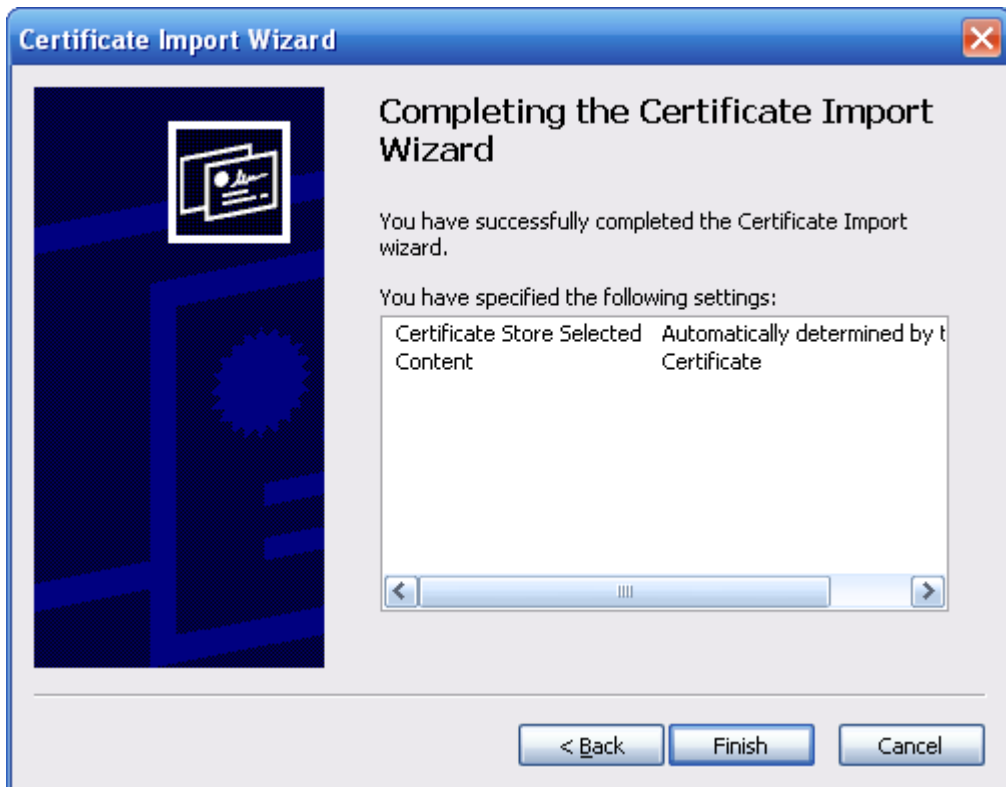 Certificate Import Wizard
Completing the Certificate Import
Wizard
You have successfully completed the Certificate Import
wizard.
You have specified the following settings:
Certificate Store Selected Automatically determined by t
Content Certificate
< Back Finish Cancel